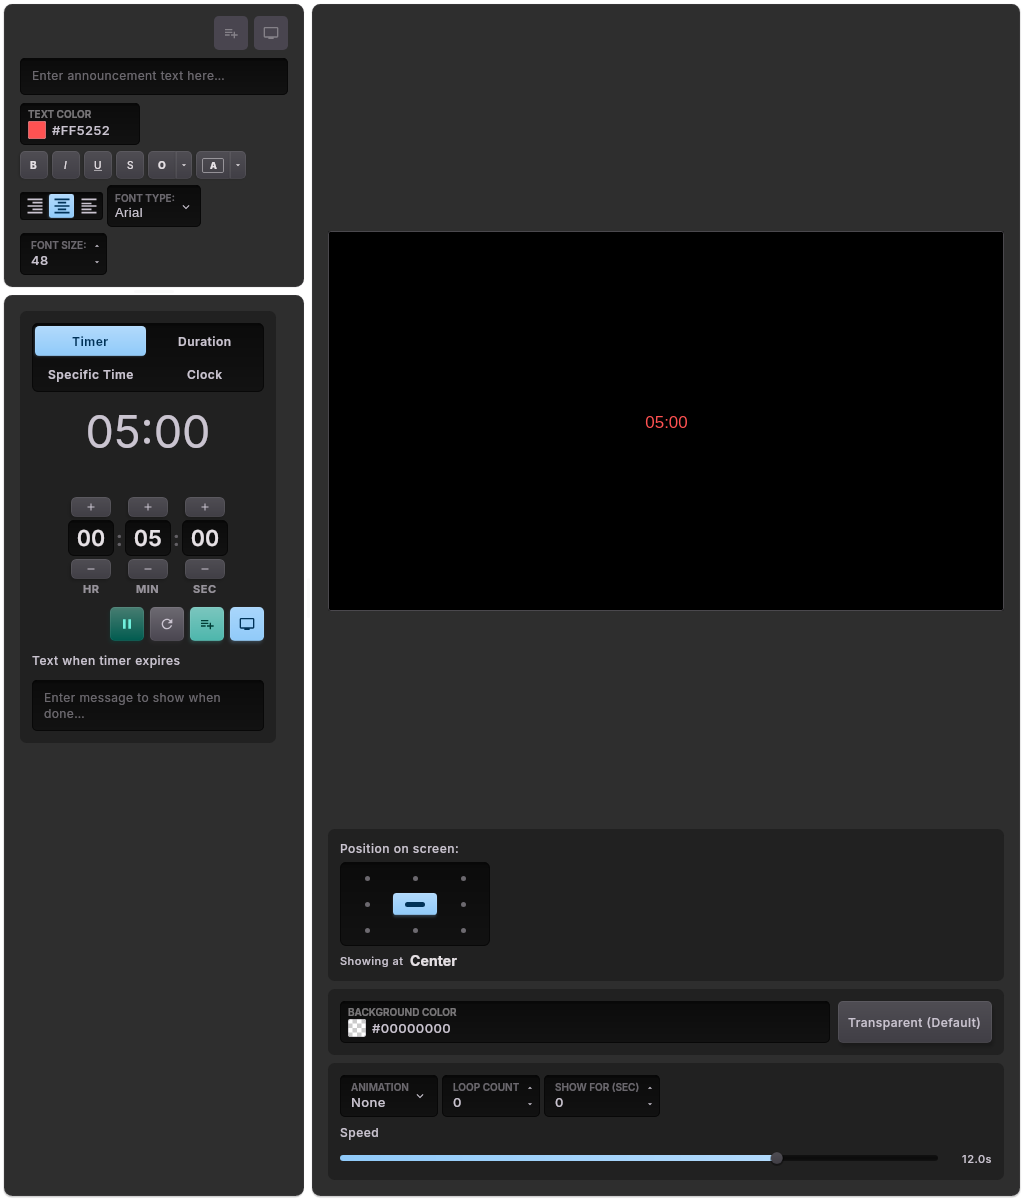 Enter announcement text here...
TEXT COLOR
#FF5252
B I U S O A
FONT TYPE:
Arial
FONT SIZE:
48
Timer Duration
Specific Time Clock
05:00
00 : 05 : 00
HR MIN SEC
Text when timer expires
Enter message to show when
done...
05:00
Position on screen:
Showing at Center
BACKGROUND COLOR
#00000000
Transparent (Default)
ANIMATION LOOP COUNT SHOW FOR (SEC)
None 0 0
Speed
12.0s